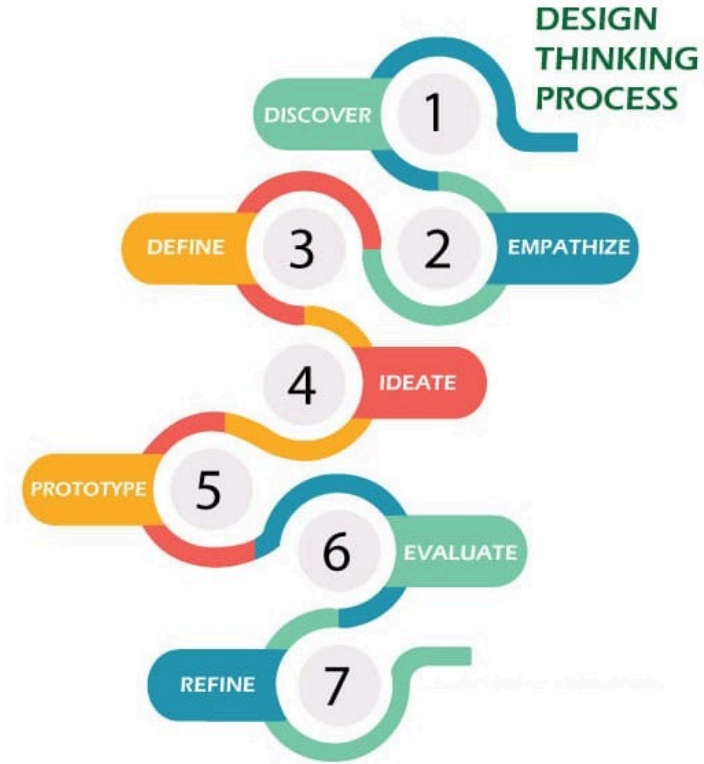 DESIGN
THINKING
PROCESS
DISCOVER
1
2
EMPATHIZE
DEFINE
3
4
IDEATE
PROTOTYPE
5
6
EVALUATE
REFINE
7